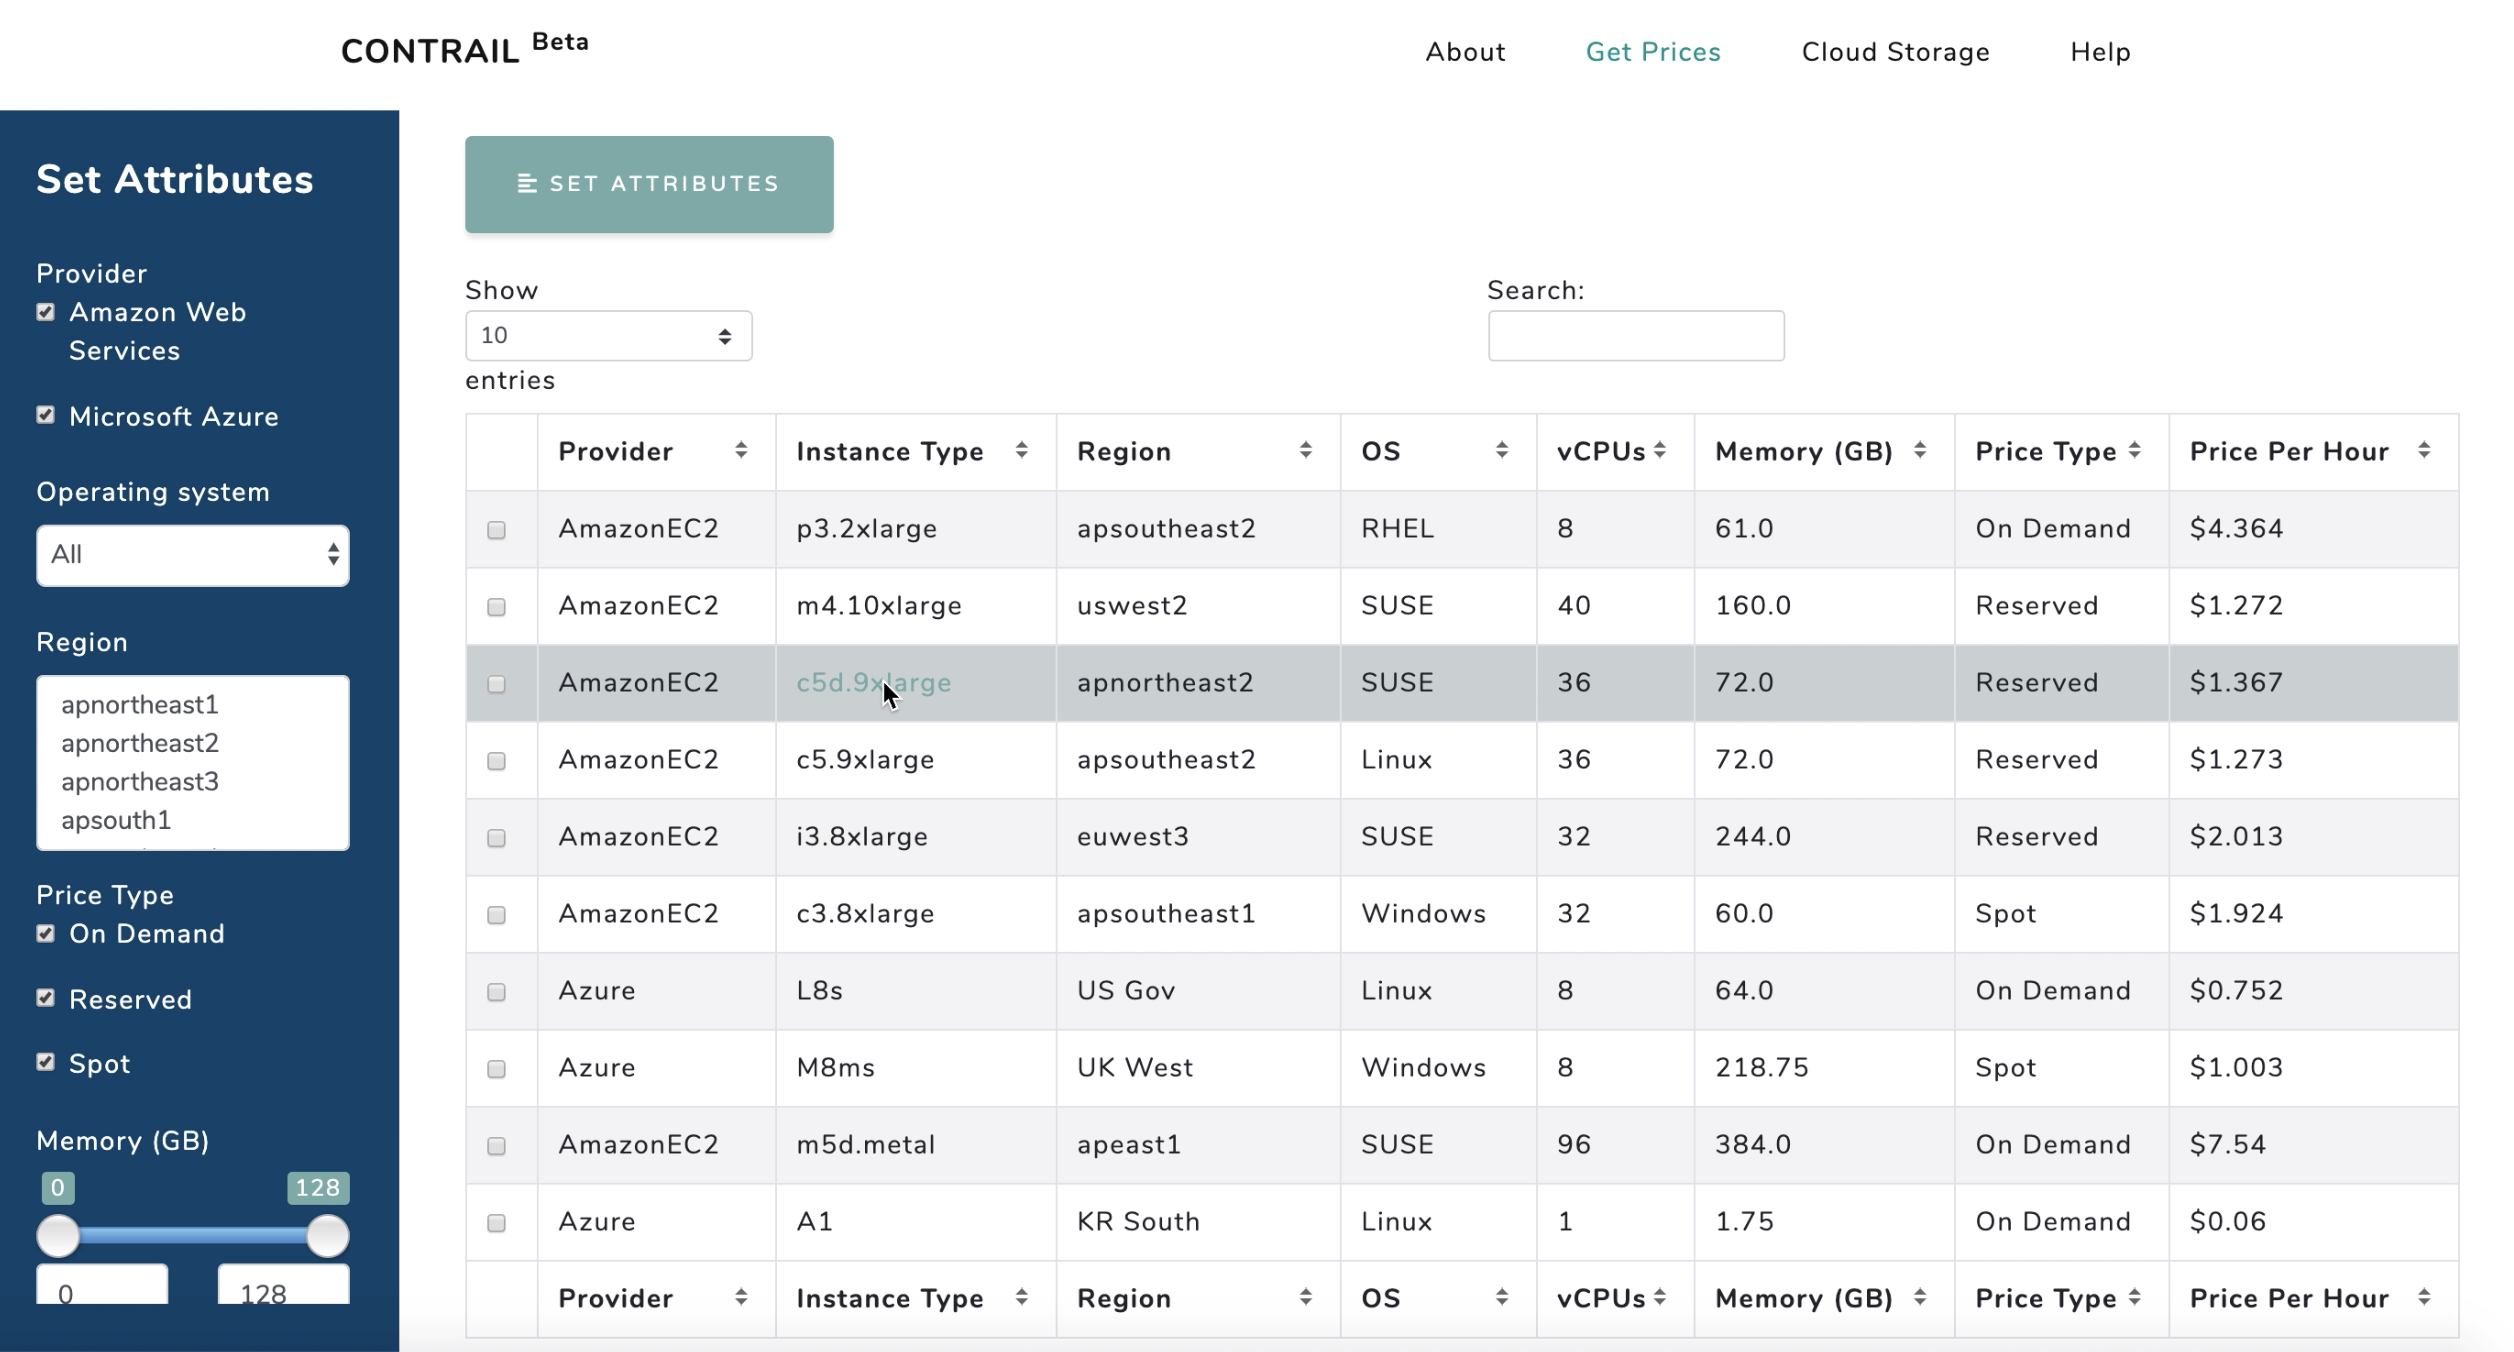 CONTRAIL Beta
About Get Prices Cloud Storage Help
Set Attributes
Provider
Amazon Web
Services
Microsoft Azure
Operating system
All
Region
apnortheast1
apnortheast2
apnortheast3
apsouth1
Price Type
On Demand
Reserved
Spot
Memory (GB)
0 128
0 128
SET ATTRIBUTES
Show
10
entries
Search:
Provider Instance Type Region OS vCPUs Memory (GB) Price Type Price Per Hour
AmazonEC2 p3.2xlarge apsoutheast2 RHEL 8 61.0 On Demand $4.364
AmazonEC2 m4.10xlarge uswest2 SUSE 40 160.0 Reserved $1.272
AmazonEC2 c5d.9xlarge apnortheast2 SUSE 36 72.0 Reserved $1.367
AmazonEC2 c5.9xlarge apsoutheast2 Linux 36 72.0 Reserved $1.273
AmazonEC2 i3.8xlarge euwest3 SUSE 32 244.0 Reserved $2.013
AmazonEC2 c3.8xlarge apsoutheast1 Windows 32 60.0 Spot $1.924
Azure L8s US Gov Linux 8 64.0 On Demand $0.752
Azure M8ms UK West Windows 8 218.75 Spot $1.003
AmazonEC2 m5d.metal apeast1 SUSE 96 384.0 On Demand $7.54
Azure A1 KR South Linux 1 1.75 On Demand $0.06
Provider Instance Type Region OS vCPUs Memory (GB) Price Type Price Per Hour